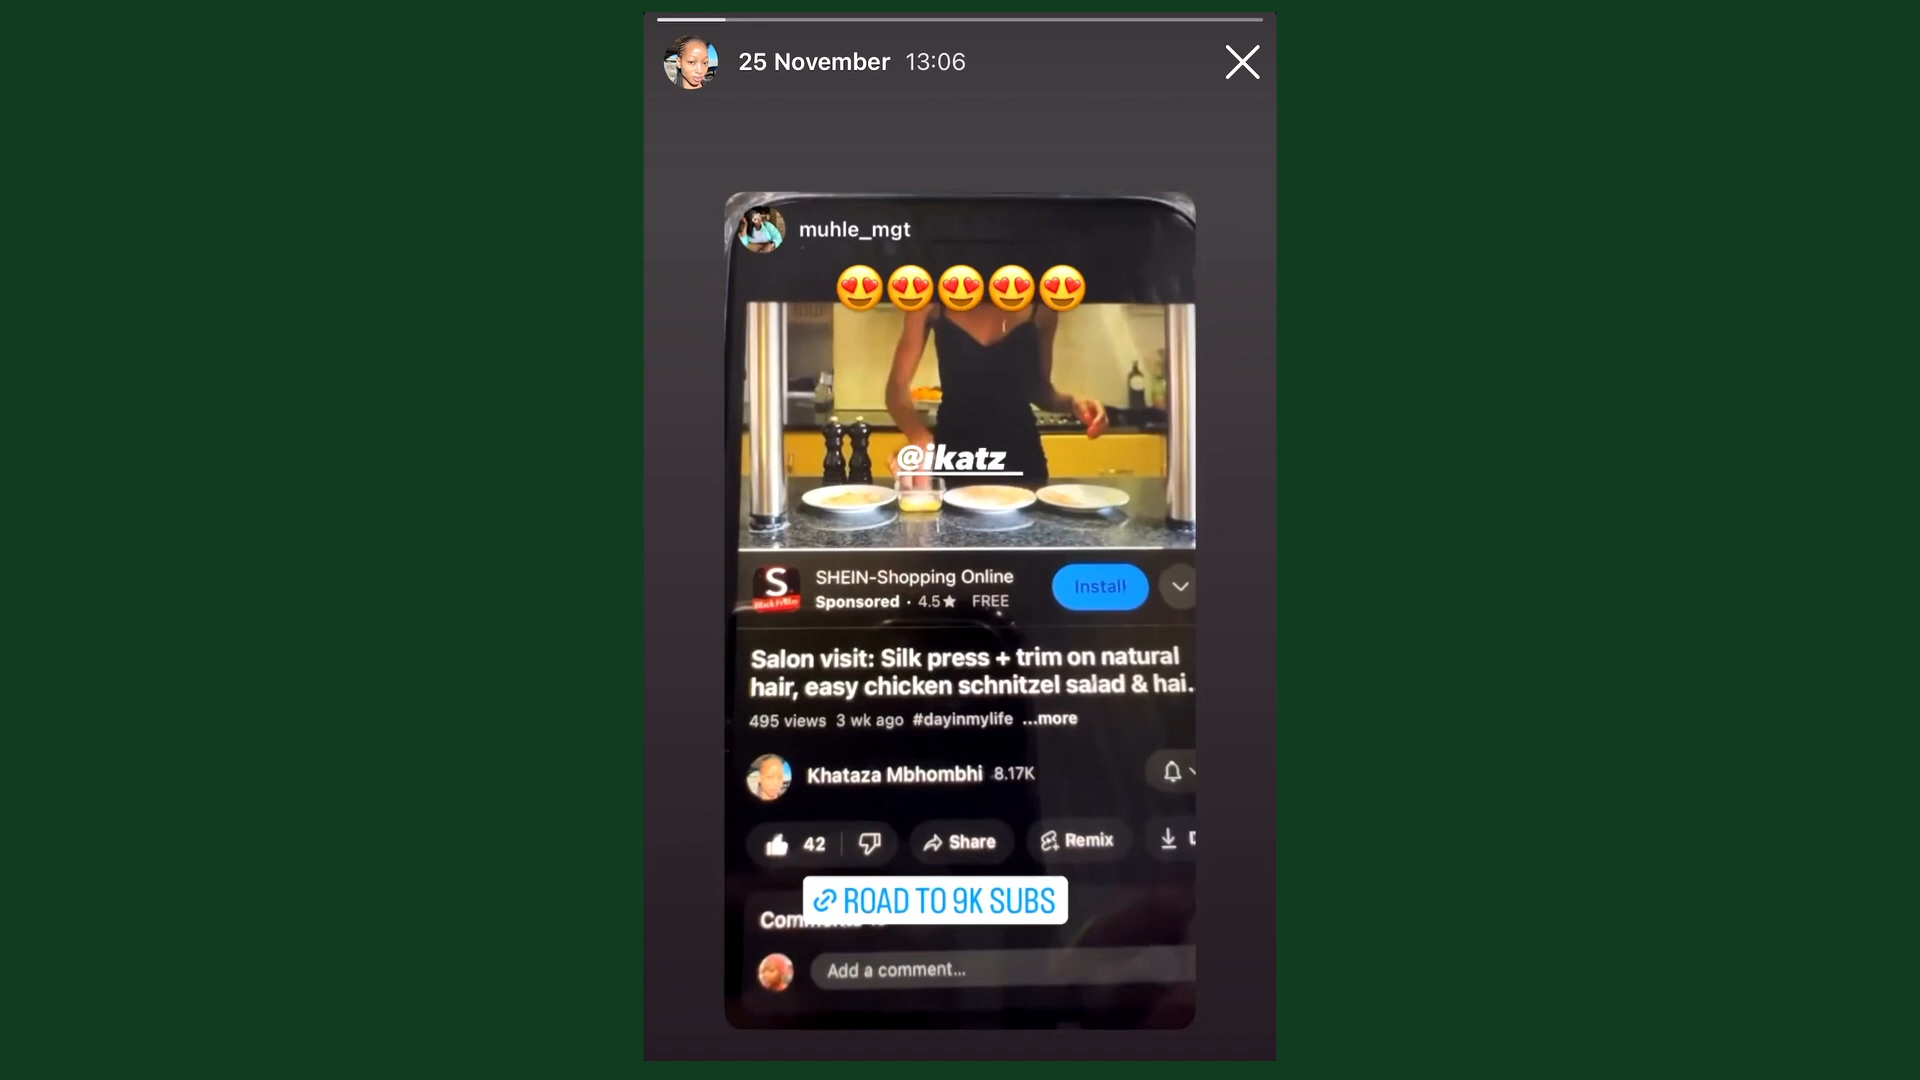 25 November 13:06
muhle_mgt
😍😍😍😍😍
@ikatz_
S
Black Friday
SHEIN-Shopping Online
Sponsored · 4.5★ FREE
Install
Salon visit: Silk press + trim on natural
hair, easy chicken schnitzel salad & hai.
495 views 3 wk ago #dayinmylife ...more
Khataza Mbhombhi 8.17K
42 Share Remix
ROAD TO 9K SUBS
Add a comment...